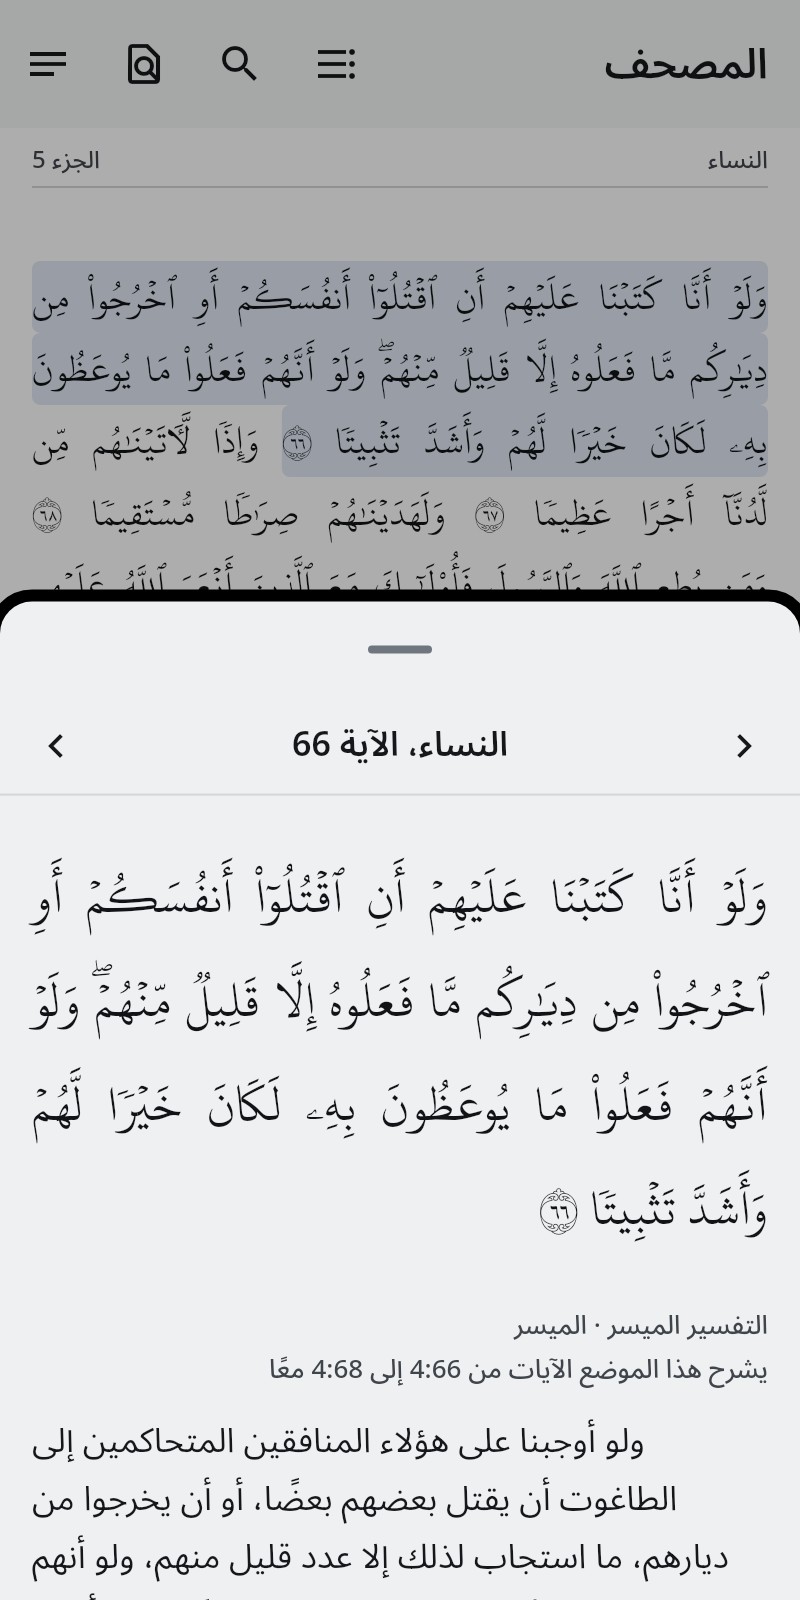 المصحف
النساء
الجزء 5
وَلَوۡ أَنَّا كَتَبۡنَا عَلَيۡهِمۡ أَنِ ٱقۡتُلُوٓاْ أَنفُسَكُمۡ أَوِ ٱخۡرُجُواْ مِن
دِيَٰرِكُم مَّا فَعَلُوهُ إِلَّا قَلِيلٞ مِّنۡهُمۡۖ وَلَوۡ أَنَّهُمۡ فَعَلُواْ مَا يُوعَظُونَ
بِهِۦ لَكَانَ خَيۡرٗا لَّهُمۡ وَأَشَدَّ تَثۡبِيتٗا ٦٦ وَإِذٗا لَّأٓتَيۡنَٰهُم مِّن
لَّدُنَّآ أَجۡرًا عَظِيمٗا ٦٧ وَلَهَدَيۡنَٰهُمۡ صِرَٰطٗا مُّسۡتَقِيمٗا ٦٨
النساء، الآية 66
وَلَوۡ أَنَّا كَتَبۡنَا عَلَيۡهِمۡ أَنِ ٱقۡتُلُوٓاْ أَنفُسَكُمۡ أَوِ
ٱخۡرُجُواْ مِن دِيَٰرِكُم مَّا فَعَلُوهُ إِلَّا قَلِيلٞ مِّنۡهُمۡۖ وَلَوۡ
أَنَّهُمۡ فَعَلُواْ مَا يُوعَظُونَ بِهِۦ لَكَانَ خَيۡرٗا لَّهُمۡ
وَأَشَدَّ تَثۡبِيتٗا ٦٦
التفسير الميسر · الميسر
يشرح هذا الموضع الآيات من 4:66 إلى 4:68 معًا
ولو أوجبنا على هؤلاء المنافقين المتحاكمين إلى
الطاغوت أن يقتل بعضهم بعضًا، أو أن يخرجوا من
ديارهم، ما استجاب لذلك إلا عدد قليل منهم، ولو أنهم